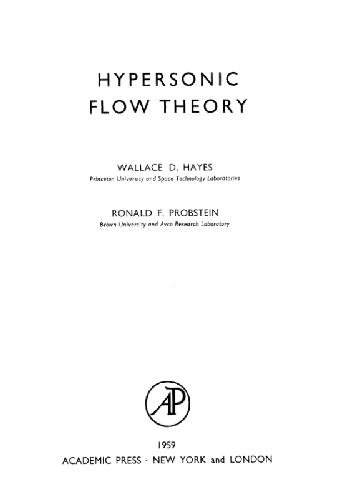 HYPERSONIC
FLOW THEORY
WALLACE D. HAYES
Princeton University and Space Technology Laboratories
RONALD F. PROBSTEIN
Brown University and Avco Research Laboratory
AP
1959
ACADEMIC PRESS · NEW YORK and LONDON